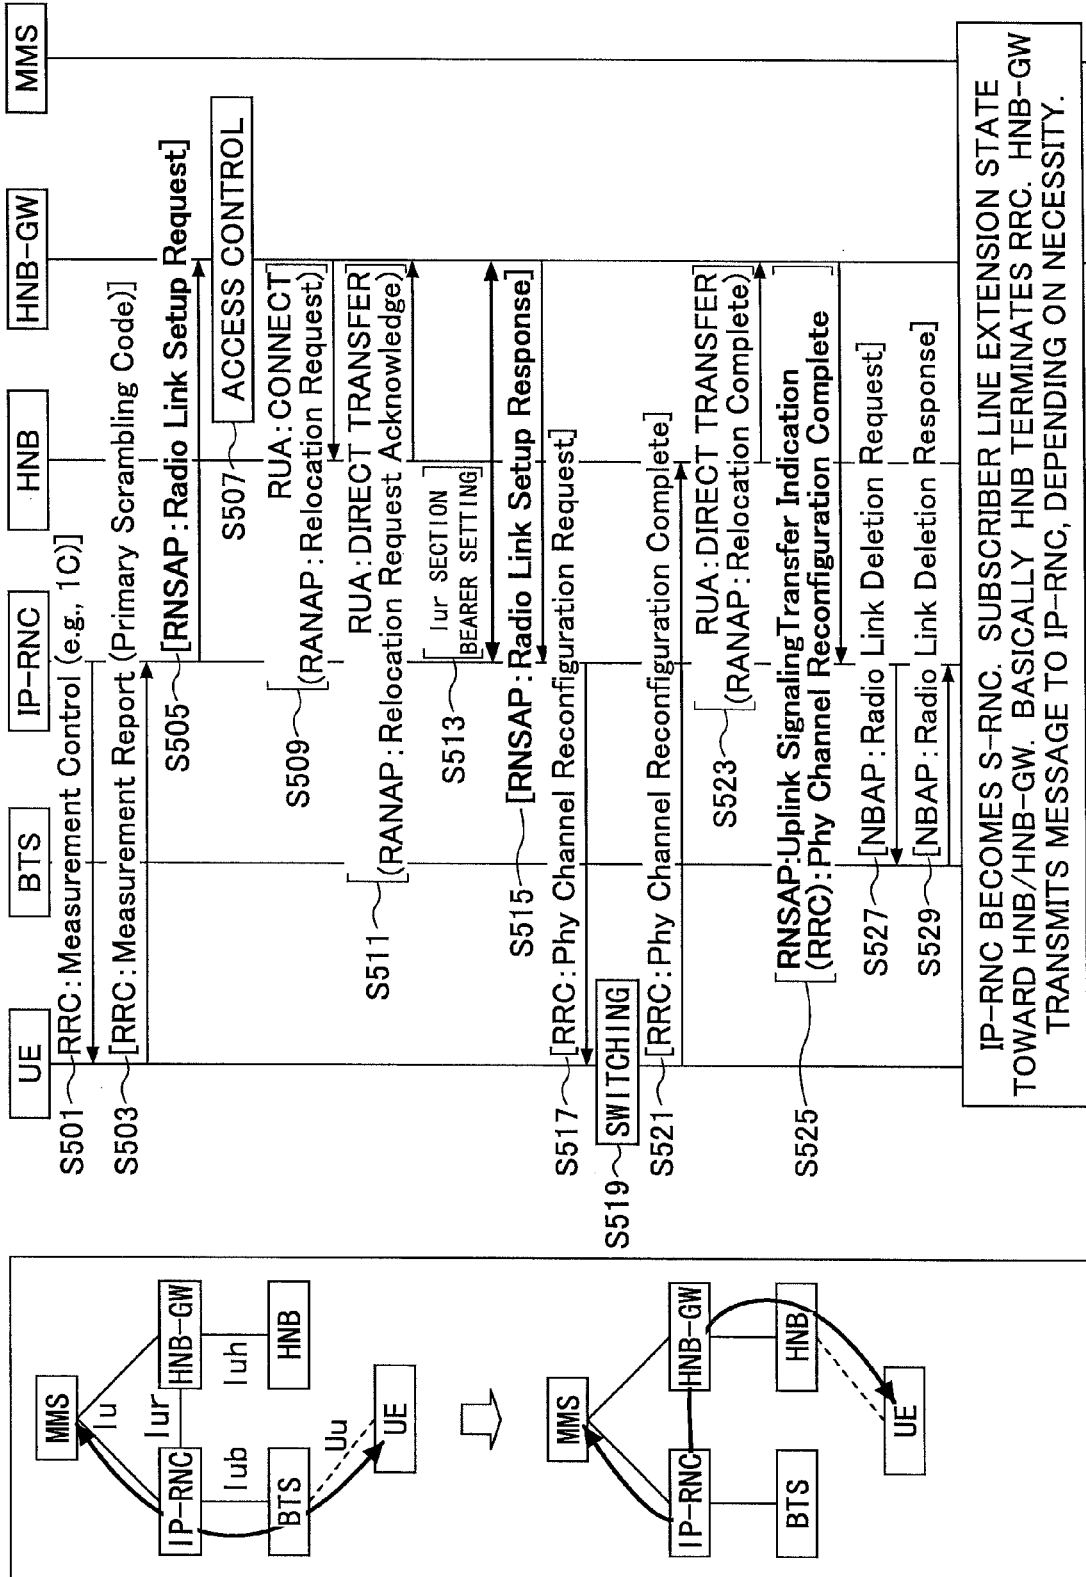 MMS
Iu
IP-RNC
Iur
HNB-GW
Iub
Iuh
BTS
HNB
Uu
UE
MMS
IP-RNC
HNB-GW
BTS
HNB
UE
UE
BTS
IP-RNC
HNB
HNB-GW
MMS
S501
RRC:Measurement Control (e.g., 1C)]
S503
[RRC:Measurement Report (Primary Scrambling Code)]
S505
[RNSAP:Radio Link Setup Request]
S507
ACCESS CONTROL
S509
RUA:CONNECT
(RANAP:Relocation Request)
S511
RUA:DIRECT TRANSFER
(RANAP:Relocation Request Acknowledge)
S513
Iur SECTION
BEARER SETTING
S515
[RNSAP:Radio Link Setup Response]
S517
[RRC:Phy Channel Reconfiguration Request]
S519
SWITCHING
S521
[RRC:Phy Channel Reconfiguration Complete]
S523
RUA:DIRECT TRANSFER
(RANAP:Relocation Complete)
S525
RNSAP:Uplink Signaling Transfer Indication
(RRC):Phy Channel Reconfiguration Complete
S527
[NBAP:Radio Link Deletion Request]
S529
[NBAP:Radio Link Deletion Response]
IP-RNC BECOMES S-RNC. SUBSCRIBER LINE EXTENSION STATE
TOWARD HNB/HNB-GW. BASICALLY HNB TERMINATES RRC. HNB-GW
TRANSMITS MESSAGE TO IP-RNC, DEPENDING ON NECESSITY.